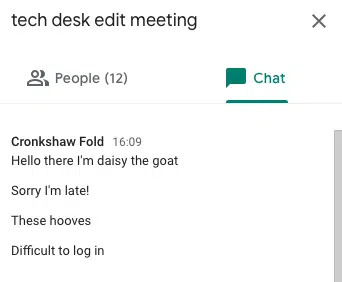 tech desk edit meeting
People (12)
Chat
Cronkshaw Fold 16:09
Hello there I'm daisy the goat
Sorry I'm late!
These hooves
Difficult to log in